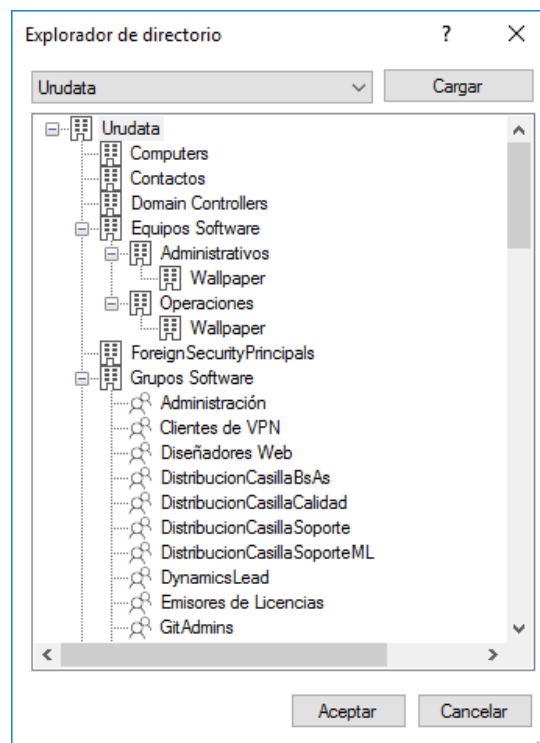 Explorador de directorio
Urudata
Cargar
Urudata
Computers
Contactos
Domain Controllers
Equipos Software
Administrativos
Wallpaper
Operaciones
Wallpaper
ForeignSecurityPrincipals
Grupos Software
Administración
Clientes de VPN
Diseñadores Web
DistribucionCasillaBsAs
DistribucionCasillaCalidad
DistribucionCasillaSoporte
DistribucionCasillaSoporteML
DynamicsLead
Emisores de Licencias
GitAdmins
Aceptar
Cancelar